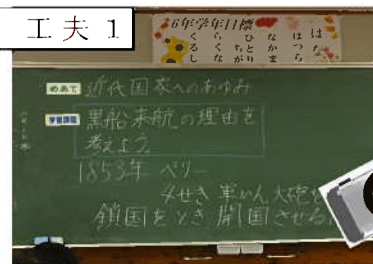 工夫1
6年学年目標
はな
はつら
なかま
ひとり
ちが
らくな
くるし
めあて 近代国家へのあゆみ
学習課題 黒船来航の理由を
考えよう
1853年 ペリー
4せき 軍かん 大砲
鎖国をとき 開国させる